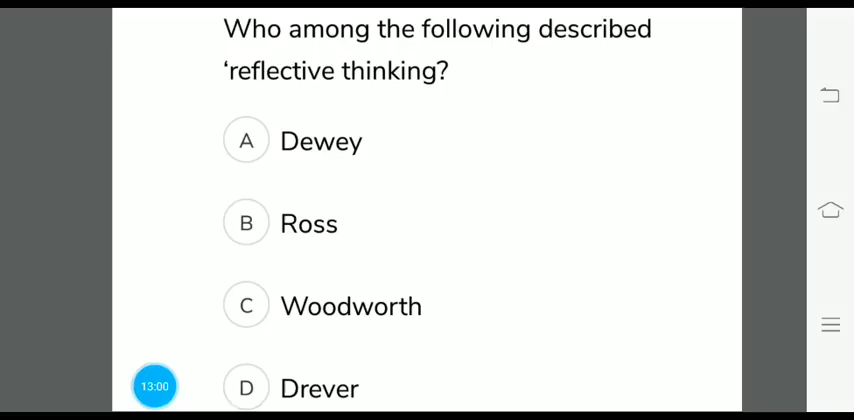 Who among the following described
‘reflective thinking?
A Dewey
B Ross
C Woodworth
D Drever
13:00